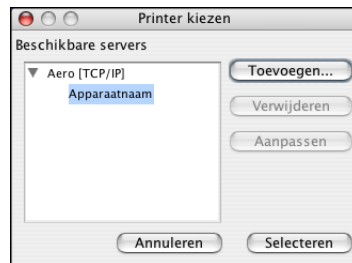 Printer kiezen
Beschikbare servers
Aero [TCP/IP]
Apparaatnaam
Toevoegen...
Verwijderen
Aanpassen
Annuleren
Selecteren